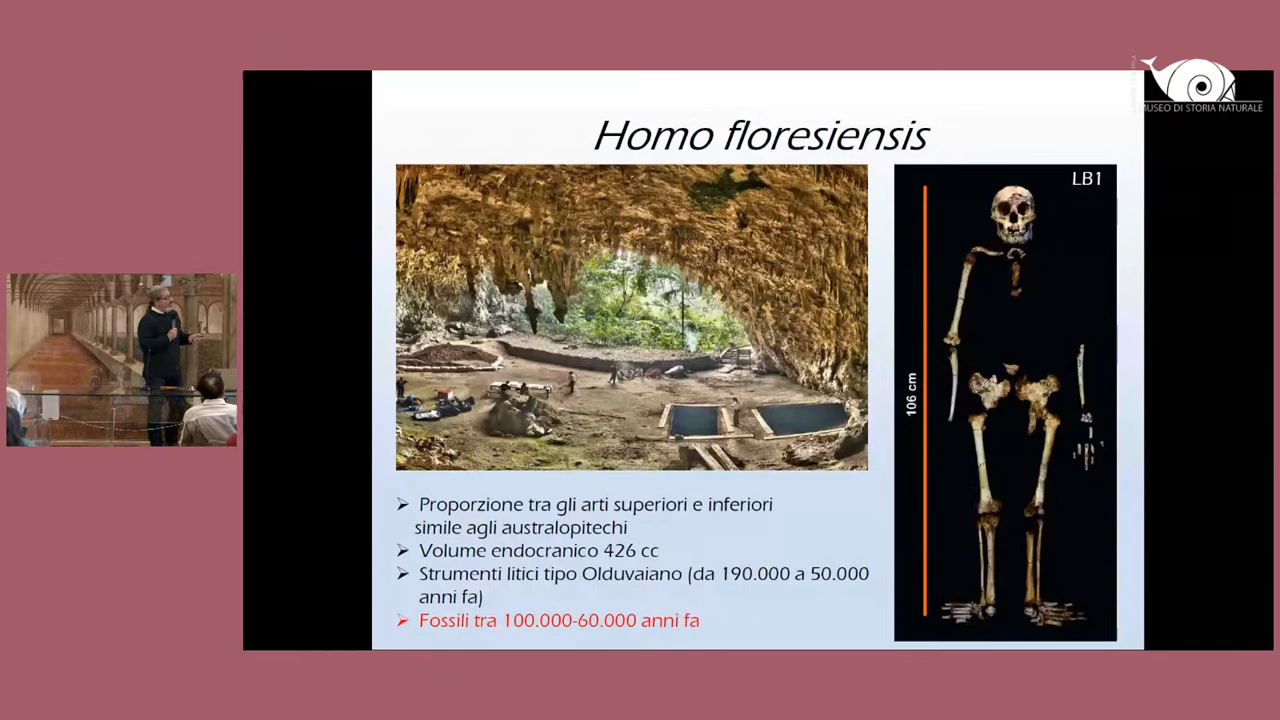 MUSEO DI STORIA NATURALE
Homo floresiensis
LB1
106 cm
➢ Proporzione tra gli arti superiori e inferiori
simile agli australopitechi
➢ Volume endocranico 426 cc
➢ Strumenti litici tipo Olduvaiano (da 190.000 a 50.000
anni fa)
➢ Fossili tra 100.000-60.000 anni fa